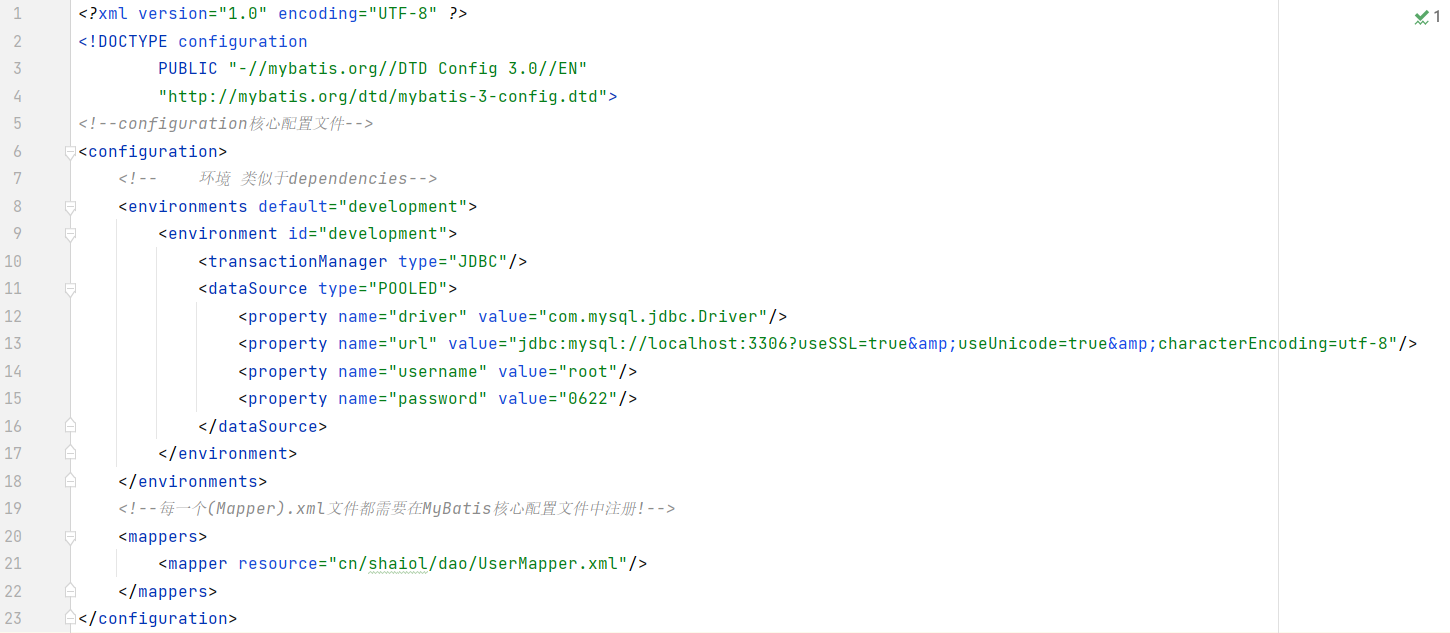 1 <?xml version="1.0" encoding="UTF-8" ?>
2 <!DOCTYPE configuration
3         PUBLIC "-//mybatis.org//DTD Config 3.0//EN"
4         "http://mybatis.org/dtd/mybatis-3-config.dtd">
5 <!--configuration核心配置文件-->
6 <configuration>
7     <!--    环境 类似于dependencies-->
8     <environments default="development">
9         <environment id="development">
10             <transactionManager type="JDBC"/>
11             <dataSource type="POOLED">
12                 <property name="driver" value="com.mysql.jdbc.Driver"/>
13                 <property name="url" value="jdbc:mysql://localhost:3306?useSSL=true&amp;useUnicode=true&amp;characterEncoding=utf-8"/>
14                 <property name="username" value="root"/>
15                 <property name="password" value="0622"/>
16             </dataSource>
17         </environment>
18     </environments>
19     <!--每一个(Mapper).xml文件都需要在MyBatis核心配置文件中注册!-->
20     <mappers>
21         <mapper resource="cn/shaiol/dao/UserMapper.xml"/>
22     </mappers>
23 </configuration>
1